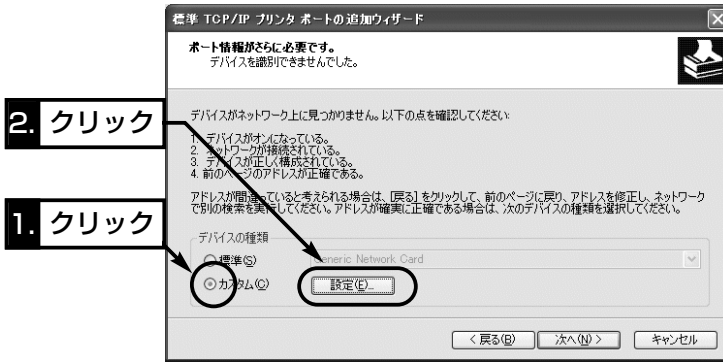 標準 TCP/IP プリンタ ポートの追加ウィザード
ポート情報がさらに必要です。
デバイスを識別できませんでした。
デバイスがネットワーク上に見つかりません。以下の点を確認してください:
1. デバイスがオンになっている。
2. ネットワークが接続されている。
3. デバイスが正しく構成されている。
4. 前のページのアドレスが正確である。
アドレスが間違っていると考えられる場合は、[戻る] をクリックして、前のページに戻り、アドレスを修正し、ネットワーク
で別の検索を実行してください。アドレスが確実に正確である場合は、次のデバイスの種類を選択してください。
2. クリック
1. クリック
デバイスの種類
標準(S)
Generic Network Card
カスタム(C)
設定(E)...
< 戻る(B)
次へ(N) >
キャンセル